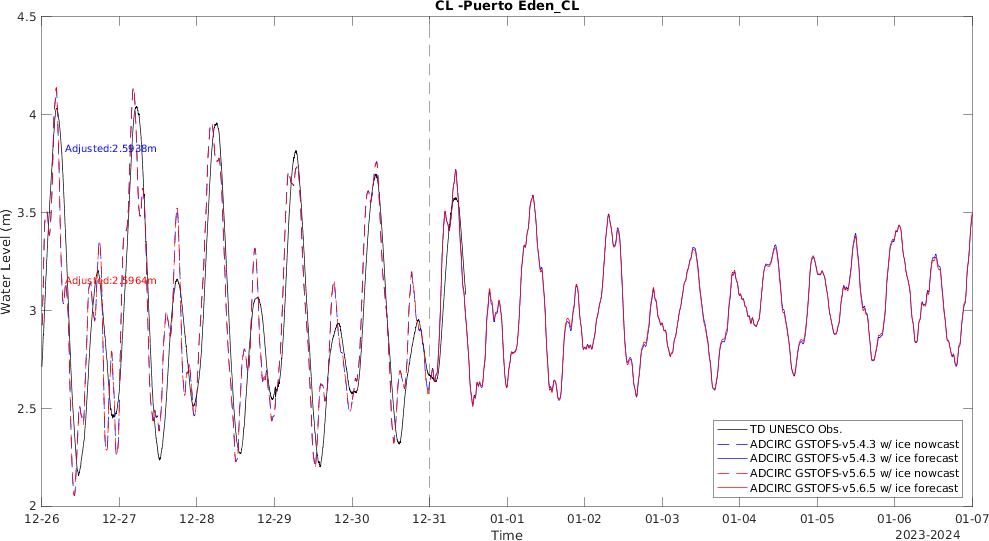 CL -Puerto Eden_CL
4.5
4
3.5
3
2.5
2
Water Level (m)
Adjusted:2.5938m
Adjusted:2.5964m
TD UNESCO Obs.
ADCIRC GSTOFS-v5.4.3 w/ ice nowcast
ADCIRC GSTOFS-v5.4.3 w/ ice forecast
ADCIRC GSTOFS-v5.6.5 w/ ice nowcast
ADCIRC GSTOFS-v5.6.5 w/ ice forecast
12-26 12-27 12-28 12-29 12-30 12-31 01-01 01-02 01-03 01-04 01-05 01-06 01-07
Time
2023-2024